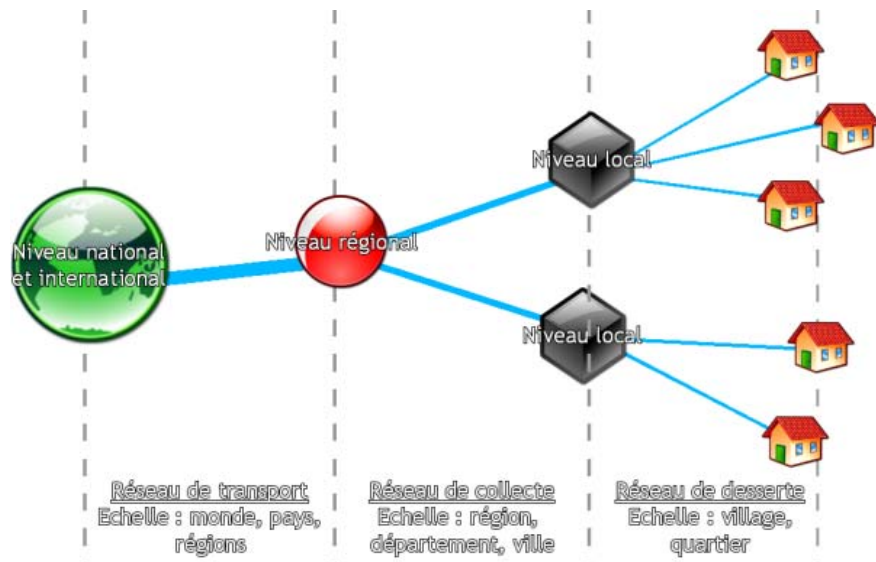 Niveau local
Niveau régional
Niveau national
et international
Niveau local
Réseau de transport
Echelle : monde, pays,
régions
Réseau de collecte
Echelle : région,
département, ville
Réseau de desserte
Echelle : village,
quartier